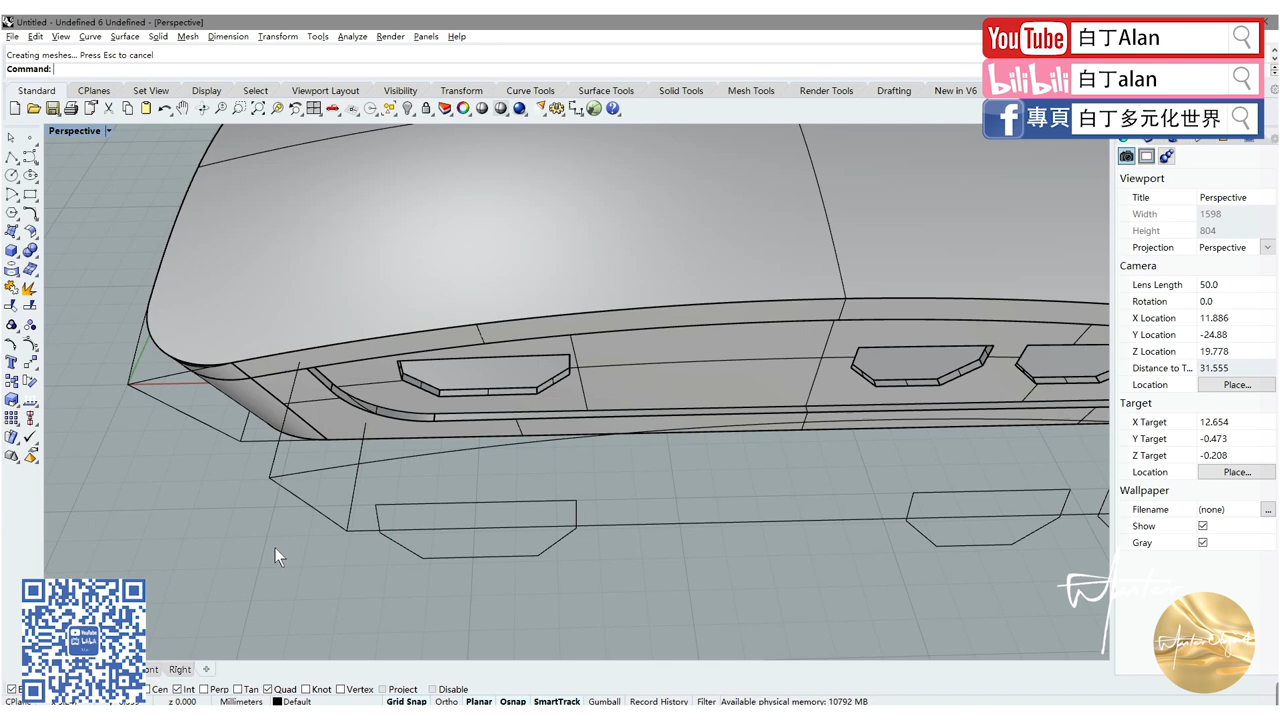 Untitled - Undefined 6 Undefined - [Perspective]
File Edit View Curve Surface Solid Mesh Dimension Transform Tools Analyze Render Panels Help
Creating meshes... Press Esc to cancel
Command:
Standard CPlanes Set View Display Select Viewport Layout Visibility Transform Curve Tools Surface Tools Solid Tools Mesh Tools Render Tools Drafting New in V6
YouTube 白丁Alan
bilibili 白丁alan
f 專頁 白丁多元化世界
Perspective
Viewport
Title Perspective
Width 1598
Height 804
Projection Perspective
Camera
Lens Length 50.0
Rotation 0.0
X Location 11.886
Y Location -24.88
Z Location 19.778
Distance to T... 31.555
Location Place...
Target
X Target 12.654
Y Target -0.473
Z Target -0.208
Location Place...
Wallpaper
Filename (none) ...
Show
Gray
Right
Cen Int Perp Tan Quad Knot Vertex Project Disable
CPlane z 0.000 Millimeters Default Grid Snap Ortho Planar Osnap SmartTrack Gumball Record History Filter Available physical memory: 10792 MB